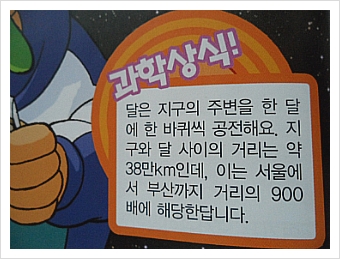 과학상식!
달은 지구의 주변을 한 달
에 한 바퀴씩 공전해요. 지
구와 달 사이의 거리는 약
38만km인데, 이는 서울에
서 부산까지 거리의 900
배에 해당한답니다.